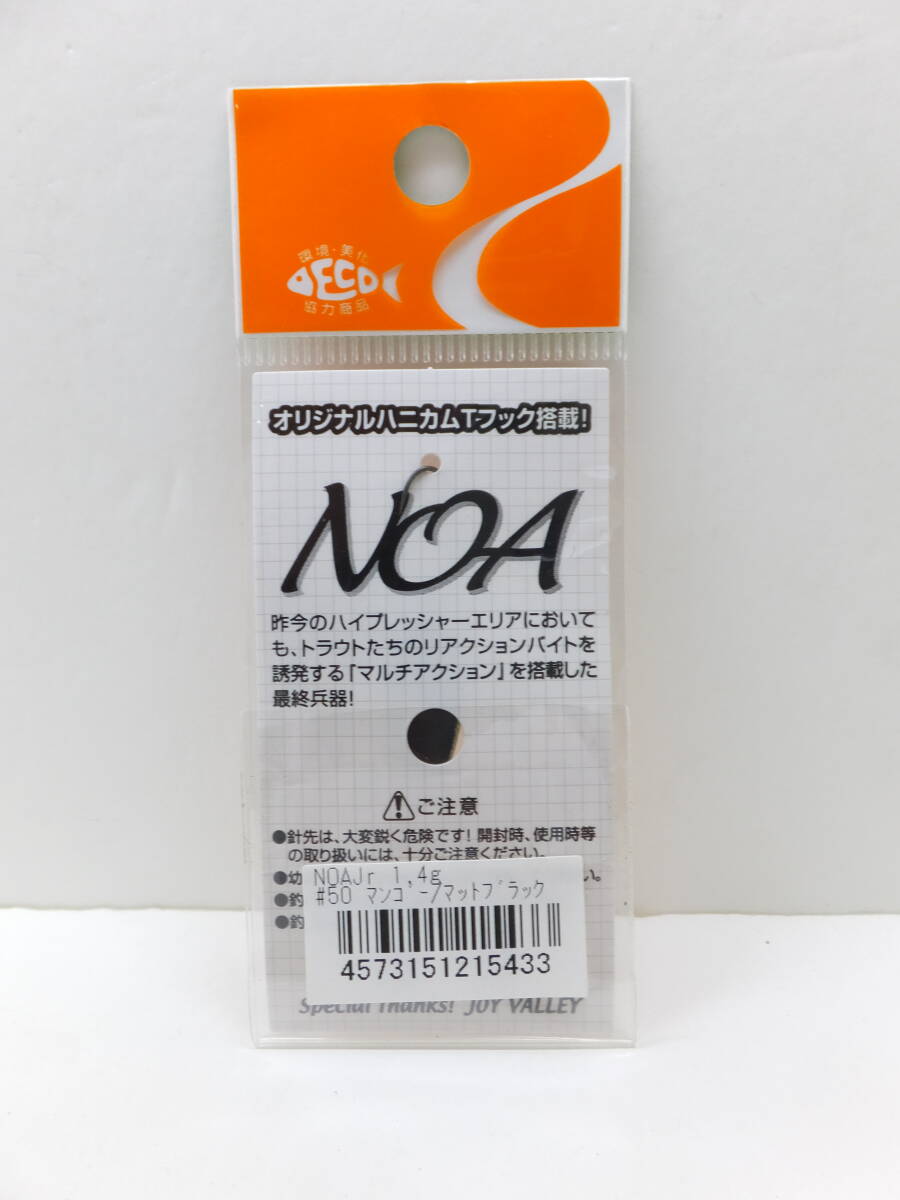 環境・美化
DECO
協力商品
オリジナルハニカムTフック搭載!
NOA
昨今のハイプレッシャーエリアにおいて
も、トラウトたちのリアクションバイトを
誘発する「マルチアクション」を搭載した
最終兵器!
ご注意
●針先は、大変鋭く危険です!開封時、使用時等
の取り扱いには、十分ご注意ください。
●幼 い。
●釣
●釣
NOAJr 1,4g
#50 マンゴー/マットブラック
4573151215433
Special Thanks! JOY VALLEY